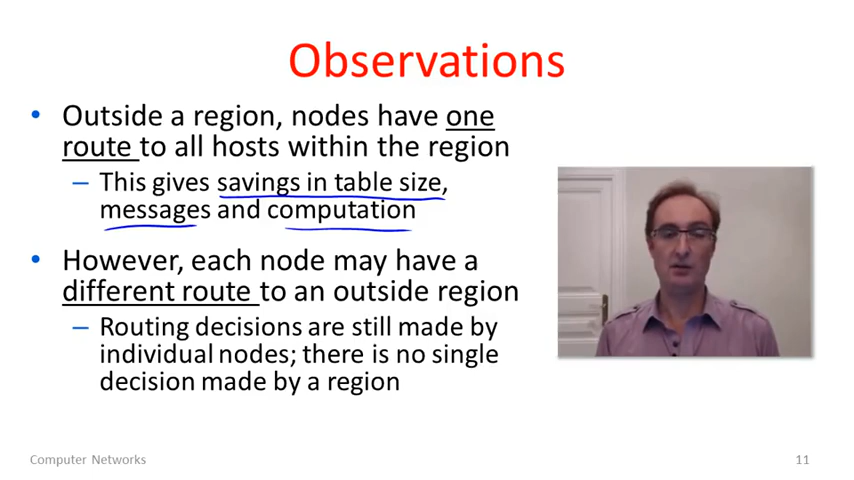 Observations
• Outside a region, nodes have one
route to all hosts within the region
– This gives savings in table size,
messages and computation
• However, each node may have a
different route to an outside region
– Routing decisions are still made by
individual nodes; there is no single
decision made by a region
Computer Networks
11